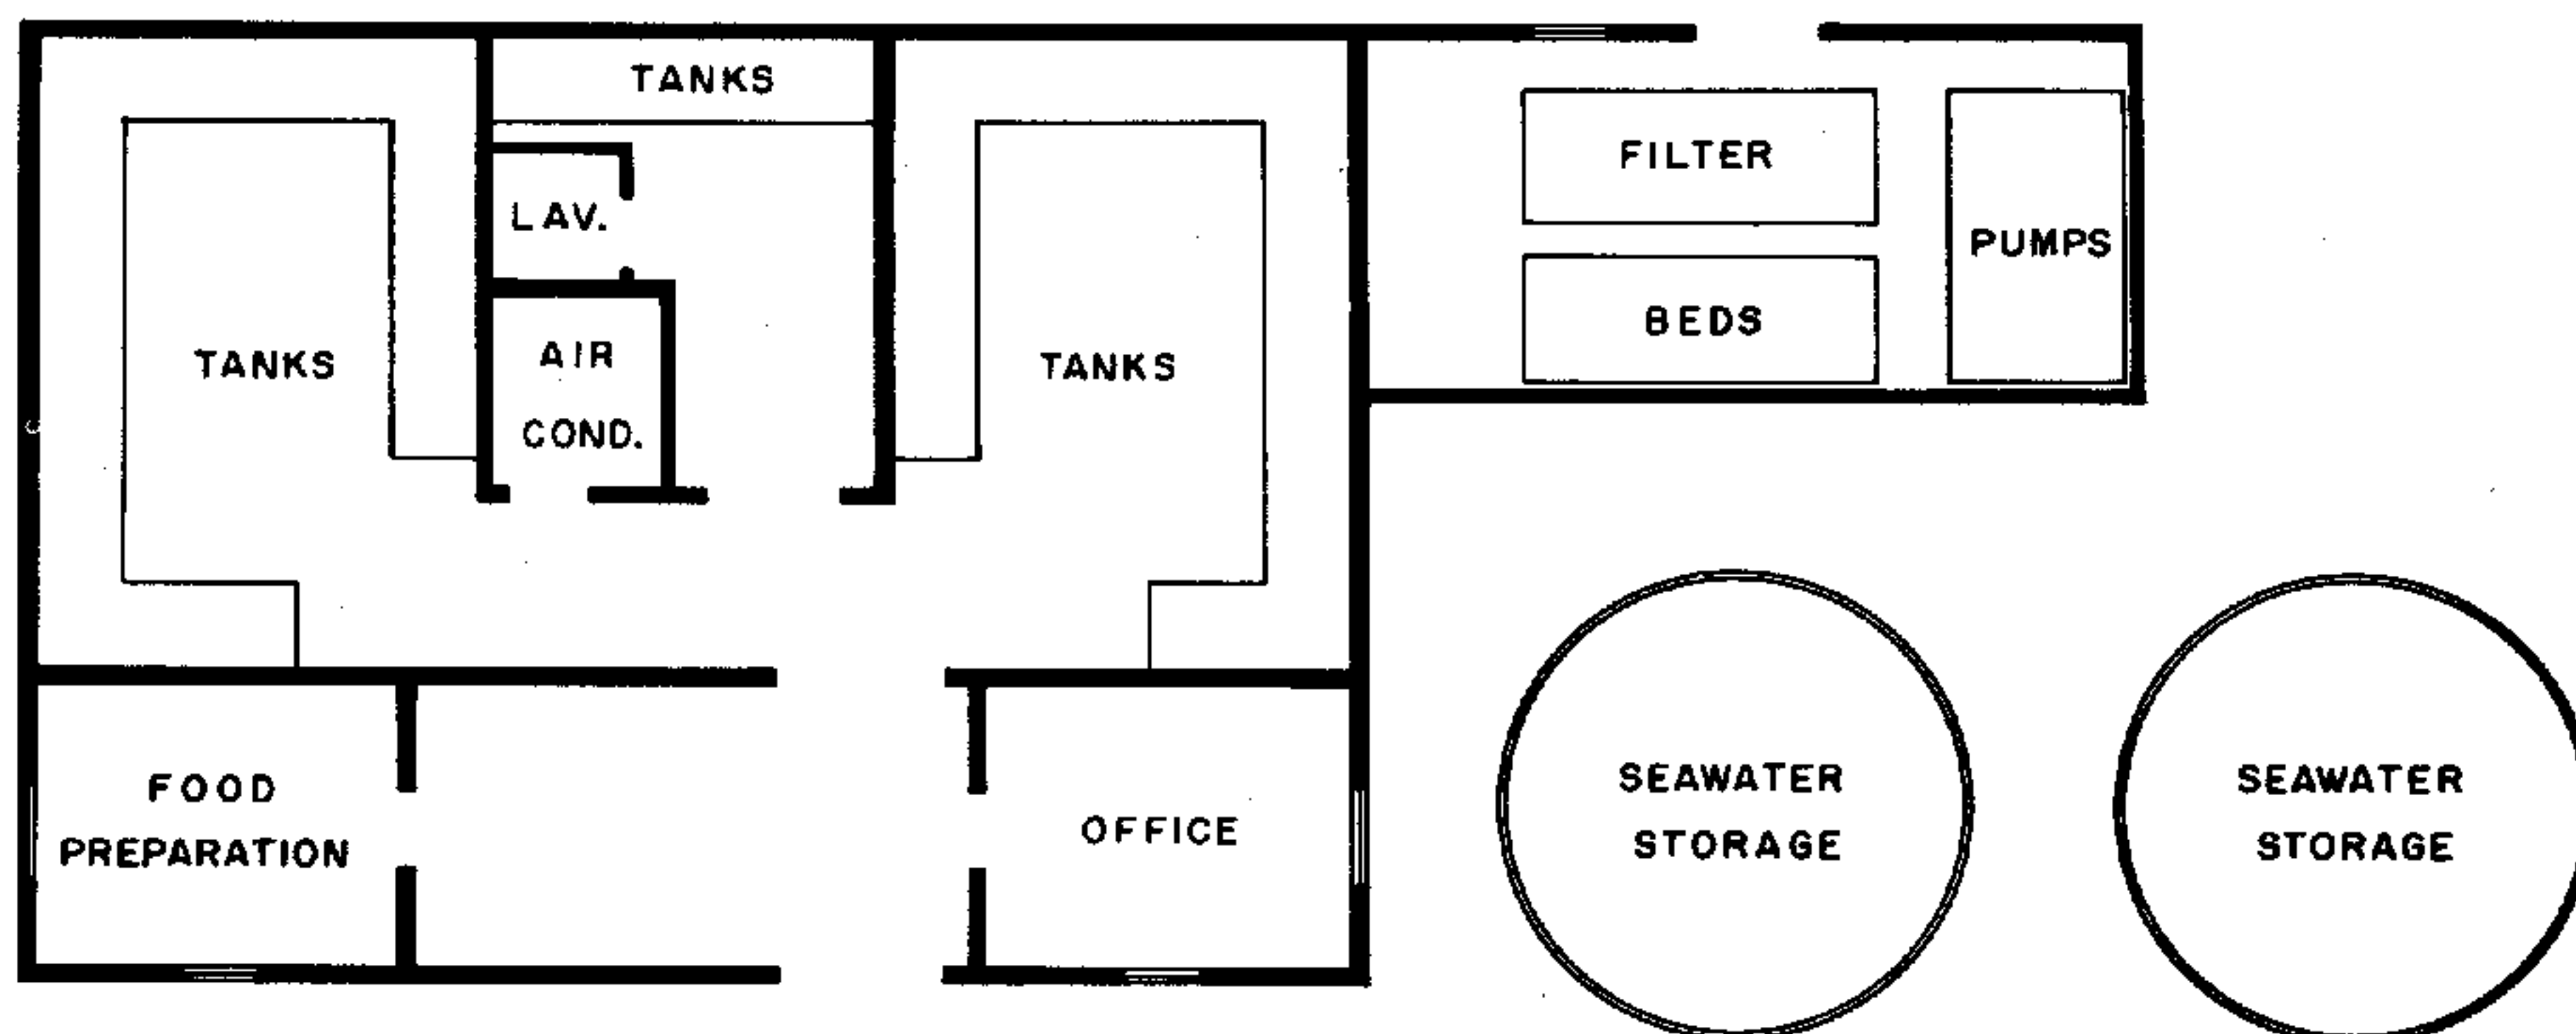 TANKS
LAV.
AIR
COND.
TANKS
TANKS
FILTER
BEDS
PUMPS
FOOD
PREPARATION
OFFICE
SEAWATER
STORAGE
SEAWATER
STORAGE